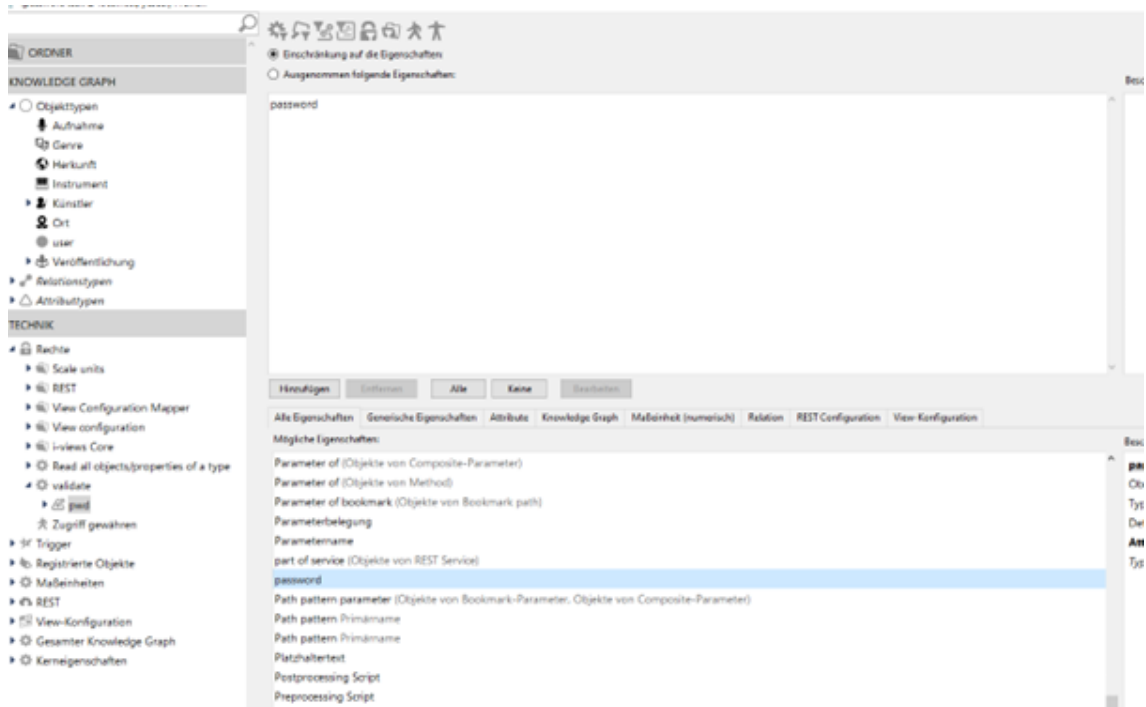 ORDNER
KNOWLEDGE GRAPH
Objekttypen
Aufnahme
Genre
Herkunft
Instrument
Künstler
Ort
user
Veröffentlichung
Relationstypen
Attributtypen
TECHNIK
Rechte
Scale units
REST
View Configuration Mapper
View configuration
i-views Core
Read all objects/properties of a type
validate
pwd
Zugriff gewähren
Trigger
Registrierte Objekte
Maßeinheiten
REST
View-Konfiguration
Gesamter Knowledge Graph
Kerneigenschaften
Einschränkung auf die Eigenschaften:
Ausgenommen folgende Eigenschaften:
password
Hinzufügen Entfernen Alle Keine Bearbeiten
Alle Eigenschaften Generische Eigenschaften Attribute Knowledge Graph Maßeinheit (numerisch) Relation REST Configuration View-Konfiguration
Mögliche Eigenschaften:
Parameter of (Objekte von Composite-Parameter)
Parameter of (Objekte von Method)
Parameter of bookmark (Objekte von Bookmark path)
Parameterbelegung
Parametername
part of service (Objekte von REST Service)
password
Path pattern parameter (Objekte von Bookmark-Parameter, Objekte von Composite-Parameter)
Path pattern Primärname
Path pattern Primärname
Platzhaltertext
Postprocessing Script
Preprocessing Script